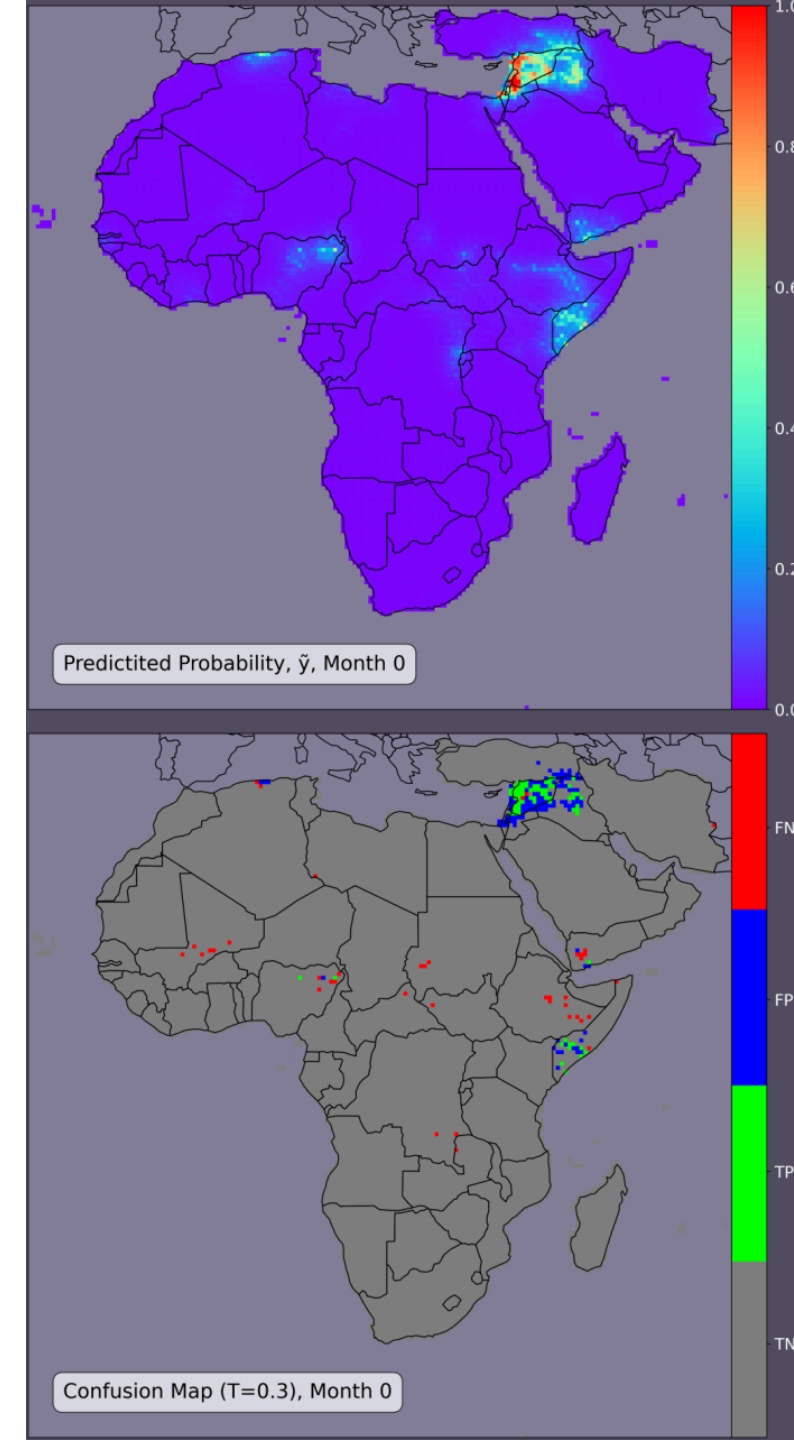 1.0
0.8
0.6
0.4
0.2
0.0
Predictited Probability, ỹ, Month 0
FN
FP
TP
TN
Confusion Map (T=0.3), Month 0